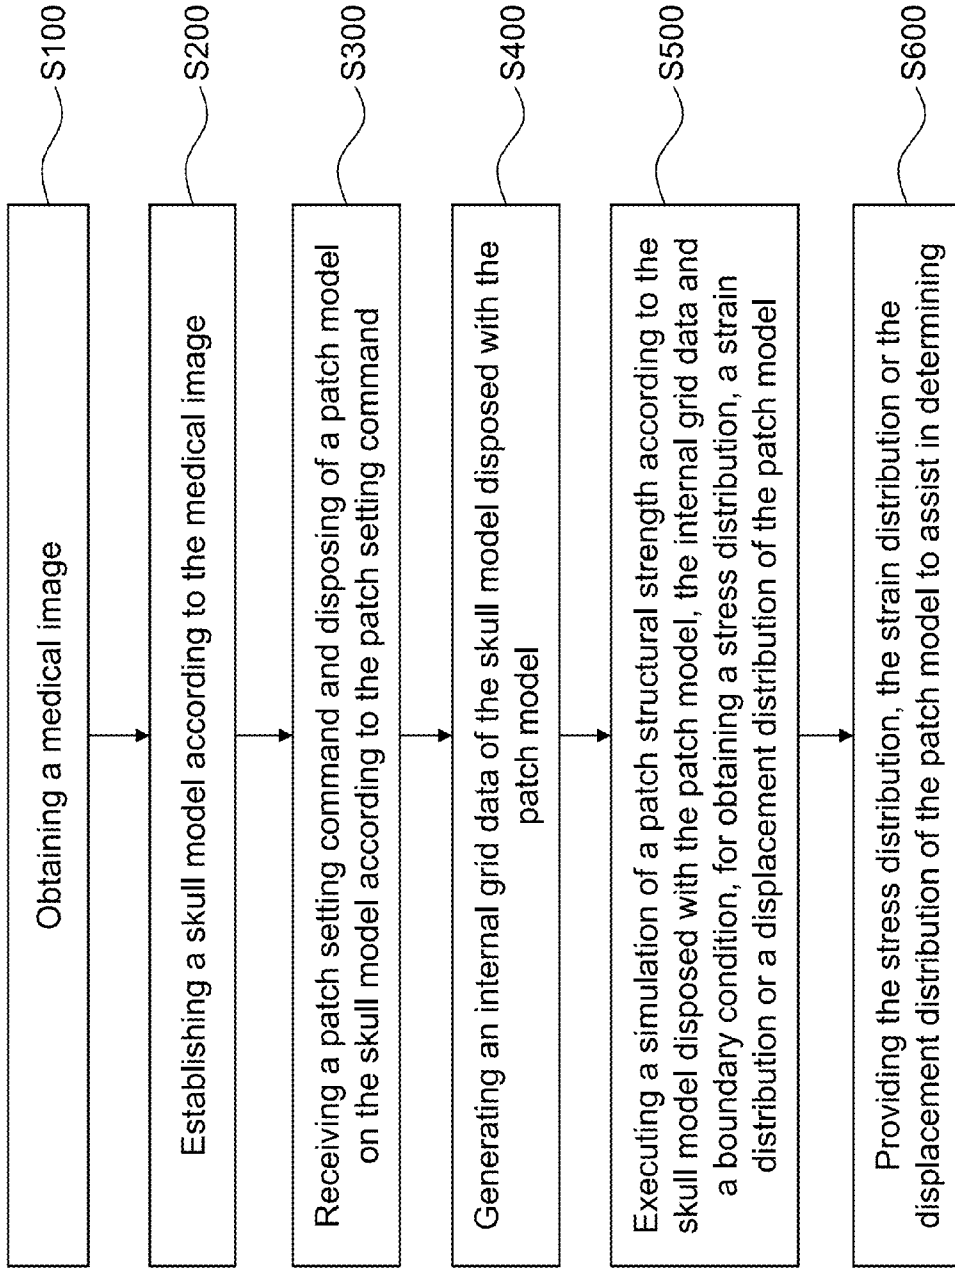 Obtaining a medical image
S100
Establishing a skull model according to the medical image
S200
Receiving a patch setting command and disposing of a patch model
on the skull model according to the patch setting command
S300
Generating an internal grid data of the skull model disposed with the
patch model
S400
Executing a simulation of a patch structural strength according to the
skull model disposed with the patch model, the internal grid data and
a boundary condition, for obtaining a stress distribution, a strain
distribution or a displacement distribution of the patch model
S500
Providing the stress distribution, the strain distribution or the
displacement distribution of the patch model to assist in determining
S600